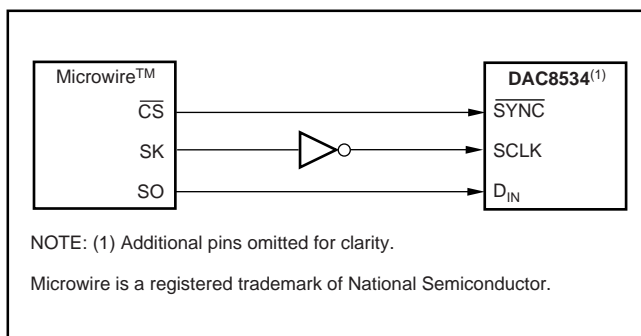 Microwire™ DAC8534(1)
CS SYNC
SK SCLK
SO DIN
NOTE: (1) Additional pins omitted for clarity.
Microwire is a registered trademark of National Semiconductor.